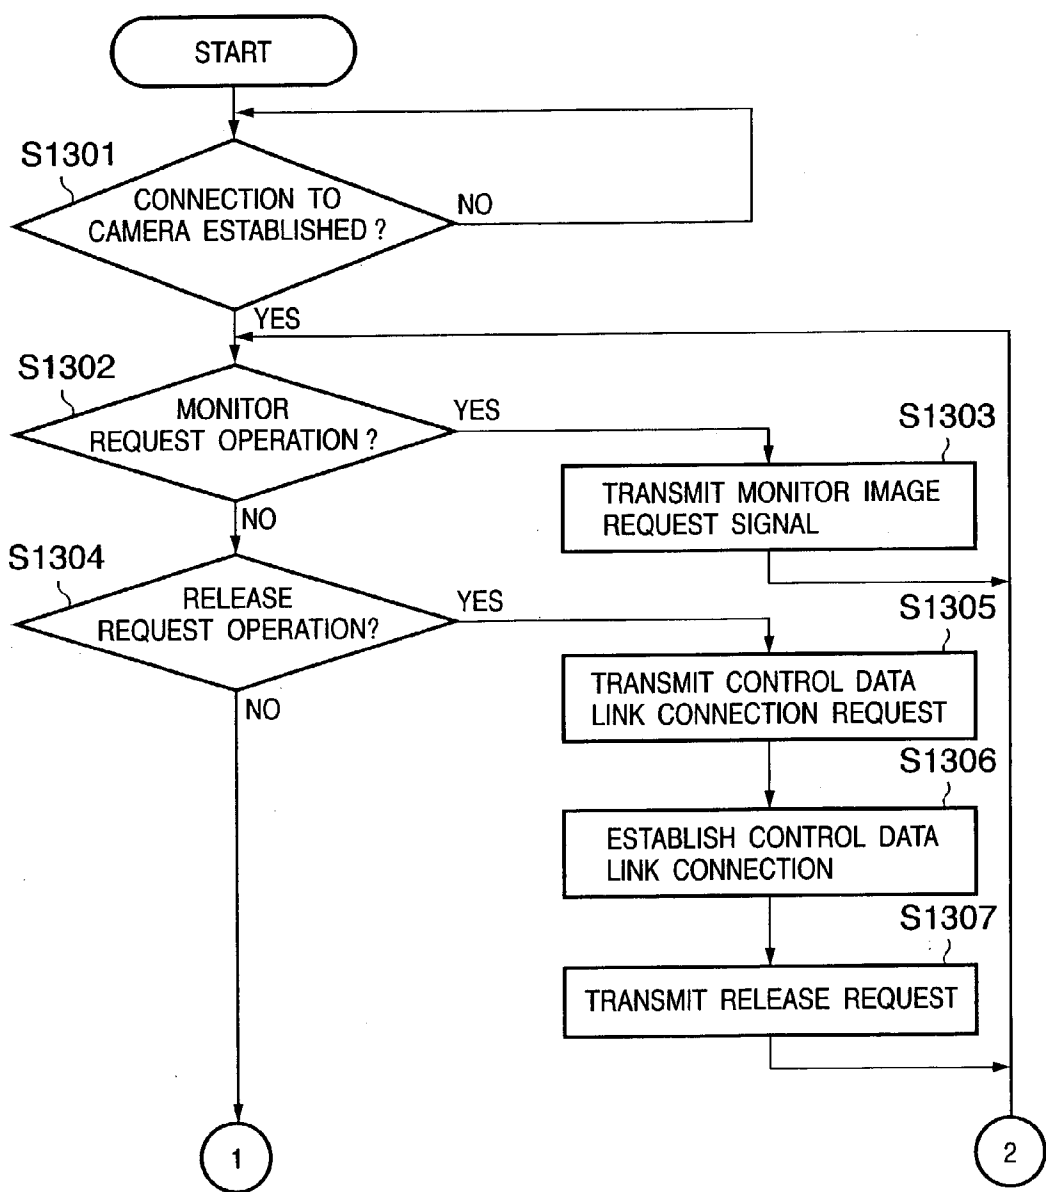 START
S1301
CONNECTION TO
CAMERA ESTABLISHED ?
NO
YES
S1302
MONITOR
REQUEST OPERATION ?
YES
S1303
TRANSMIT MONITOR IMAGE
REQUEST SIGNAL
NO
S1304
RELEASE
REQUEST OPERATION?
YES
S1305
TRANSMIT CONTROL DATA
LINK CONNECTION REQUEST
NO
S1306
ESTABLISH CONTROL DATA
LINK CONNECTION
S1307
TRANSMIT RELEASE REQUEST
1
2